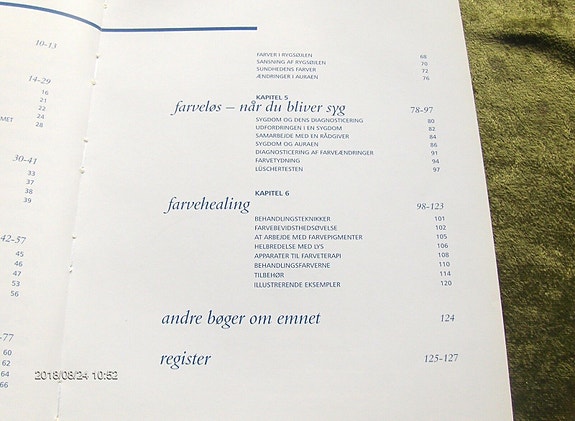 10-13
14-29
16
21
22
24
MET 28
30-41
33
37
38
39
42-57
45
46
47
53
56
-77
60
62
64
66
FARVER I RYGSØJLEN 68
SANSNING AF RYGSØJLEN 70
SUNDHEDENS FARVER 72
ÆNDRINGER I AURAEN 76
KAPITEL 5
farveløs – når du bliver syg 78-97
SYGDOM OG DENS DIAGNOSTICERING 80
UDFORDRINGEN I EN SYGDOM 82
SAMARBEJDE MED EN RÅDGIVER 84
SYGDOM OG AURAEN 86
DIAGNOSTICERING AF FARVEÆNDRINGER 91
FARVETYDNING 94
LÜSCHERTESTEN 97
KAPITEL 6
farvehealing 98-123
BEHANDLINGSTEKNIKKER 101
FARVEBEVIDSTHEDSØVELSE 102
AT ARBEJDE MED FARVEPIGMENTER 105
HELBREDELSE MED LYS 106
APPARATER TIL FARVETERAPI 108
BEHANDLINGSFARVERNE 110
TILBEHØR 114
ILLUSTRERENDE EKSEMPLER 120
andre bøger om emnet 124
register 125-127
2018/08/24 10:52